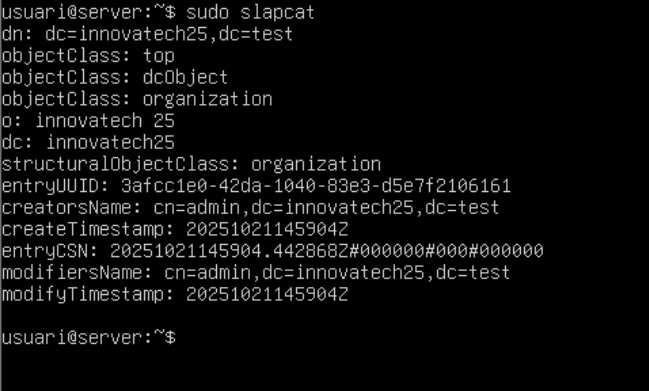 usuari@server:~$ sudo slapcat
dn: dc=innovatech25,dc=test
objectClass: top
objectClass: dcObject
objectClass: organization
o: innovatech 25
dc: innovatech25
structuralObjectClass: organization
entryUUID: 3afcc1e0-42da-1040-83e3-d5e7f2106161
creatorsName: cn=admin,dc=innovatech25,dc=test
createTimestamp: 20251021145904Z
entryCSN: 20251021145904.442868Z#000000#000#000000
modifiersName: cn=admin,dc=innovatech25,dc=test
modifyTimestamp: 20251021145904Z
usuari@server:~$